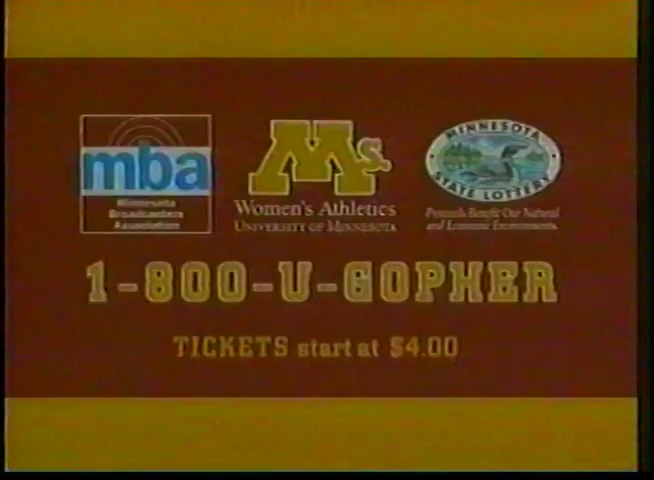 mba
Minnesota
Broadcasters
Association
Ms.
Women's Athletics
UNIVERSITY OF MINNESOTA
MINNESOTA
STATE LOTTERY
Proceeds Benefit Our Natural
and Economic Environments.
1-800-U-GOPHER
TICKETS start at $4.00